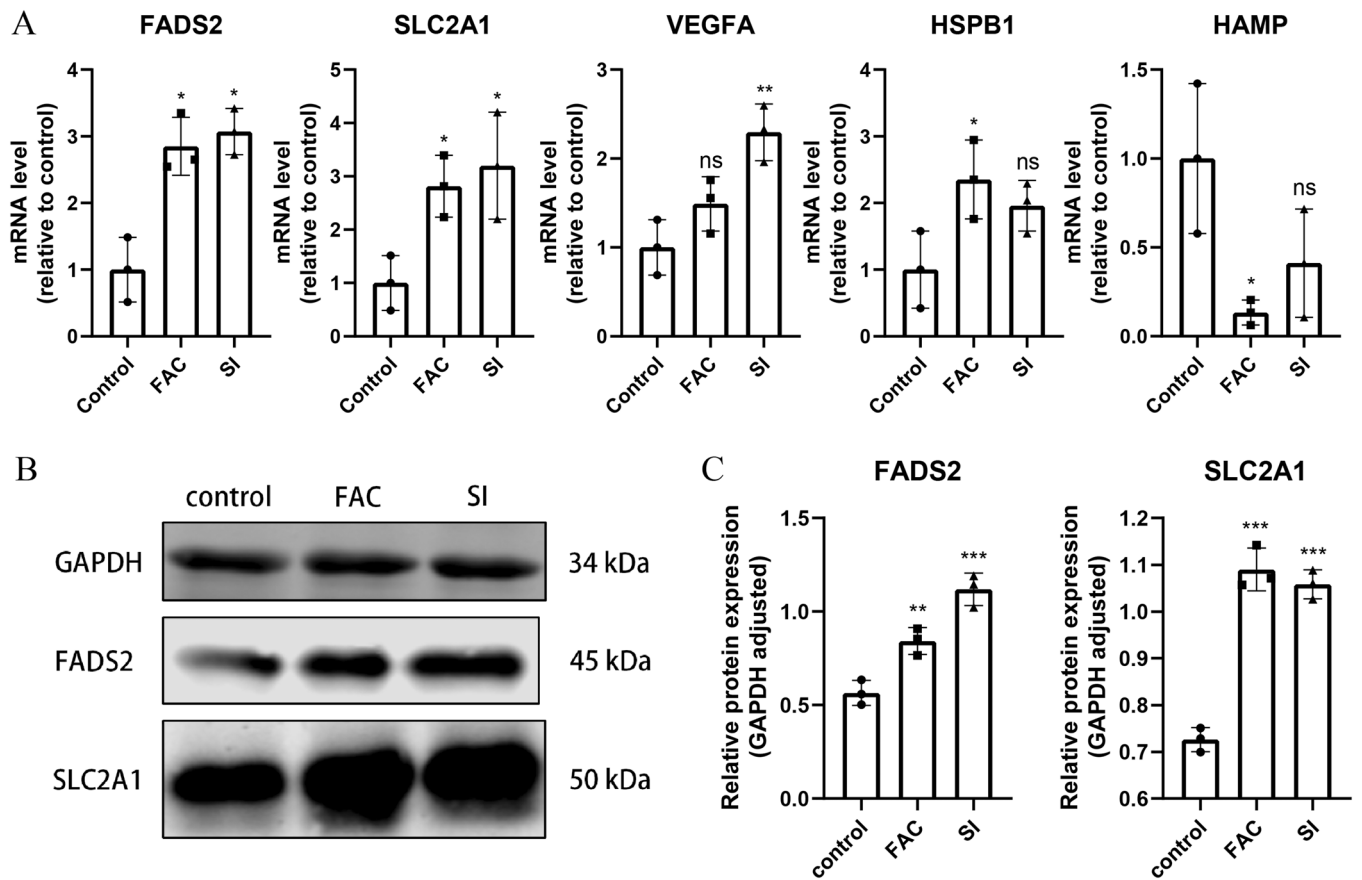 A
FADS2
mRNA level
(relative to control)
4
3
2
1
0
*
*
Control
FAC
SI
SLC2A1
mRNA level
(relative to control)
5
4
3
2
1
0
*
*
Control
FAC
SI
VEGFA
mRNA level
(relative to control)
3
2
1
0
ns
**
Control
FAC
SI
HSPB1
mRNA level
(relative to control)
4
3
2
1
0
*
ns
Control
FAC
SI
HAMP
mRNA level
(relative to control)
1.5
1.0
0.5
0.0
*
ns
Control
FAC
SI
B
control FAC SI
GAPDH 34 kDa
FADS2 45 kDa
SLC2A1 50 kDa
C
FADS2
Relative protein expression
(GAPDH adjusted)
1.5
1.0
0.5
0.0
**
***
control
FAC
SI
SLC2A1
Relative protein expression
(GAPDH adjusted)
1.2
1.1
1.0
0.9
0.8
0.7
0.6
***
***
control
FAC
SI